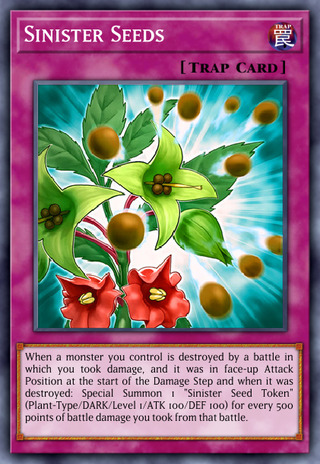 Sinister Seeds
TRAP
罠
[ Trap Card ]
When a monster you control is destroyed by a battle in
which you took damage, and it was in face-up Attack
Position at the start of the Damage Step and when it was
destroyed: Special Summon 1 "Sinister Seed Token"
(Plant-Type/DARK/Level 1/ATK 100/DEF 100) for every 500
points of battle damage you took from that battle.